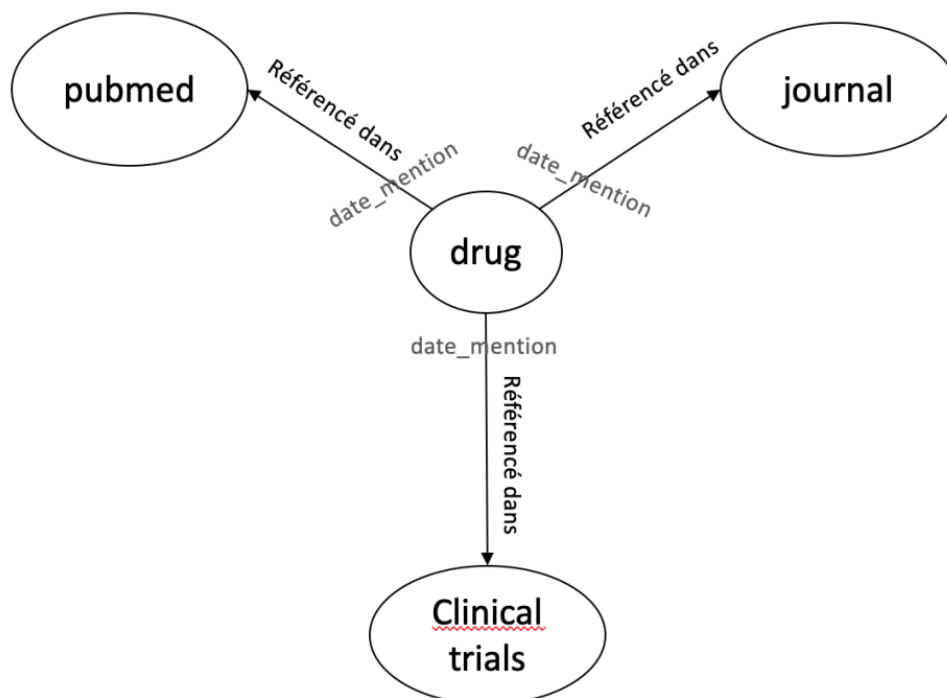 pubmed
Référencé dans
date_mention
journal
Référencé dans
date_mention
drug
date_mention
Référencé dans
Clinical
trials